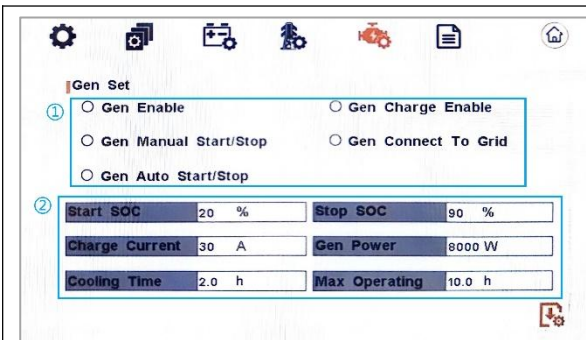 Gen Set
① ○ Gen Enable ○ Gen Charge Enable
○ Gen Manual Start/Stop ○ Gen Connect To Grid
○ Gen Auto Start/Stop
② Start SOC 20 % Stop SOC 90 %
Charge Current 30 A Gen Power 8000 W
Cooling Time 2.0 h Max Operating 10.0 h